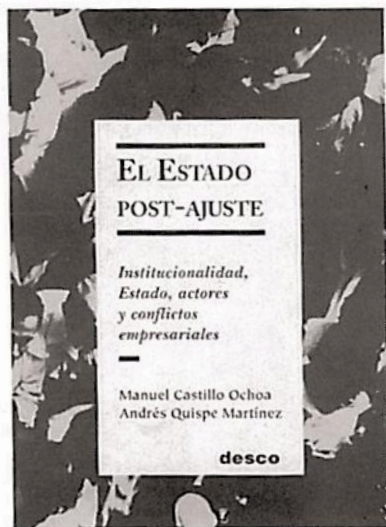 EL ESTADO
POST-AJUSTE
Institucionalidad,
Estado, actores
y conflictos
empresariales
Manuel Castillo Ochoa
Andrés Quispe Martínez
desco